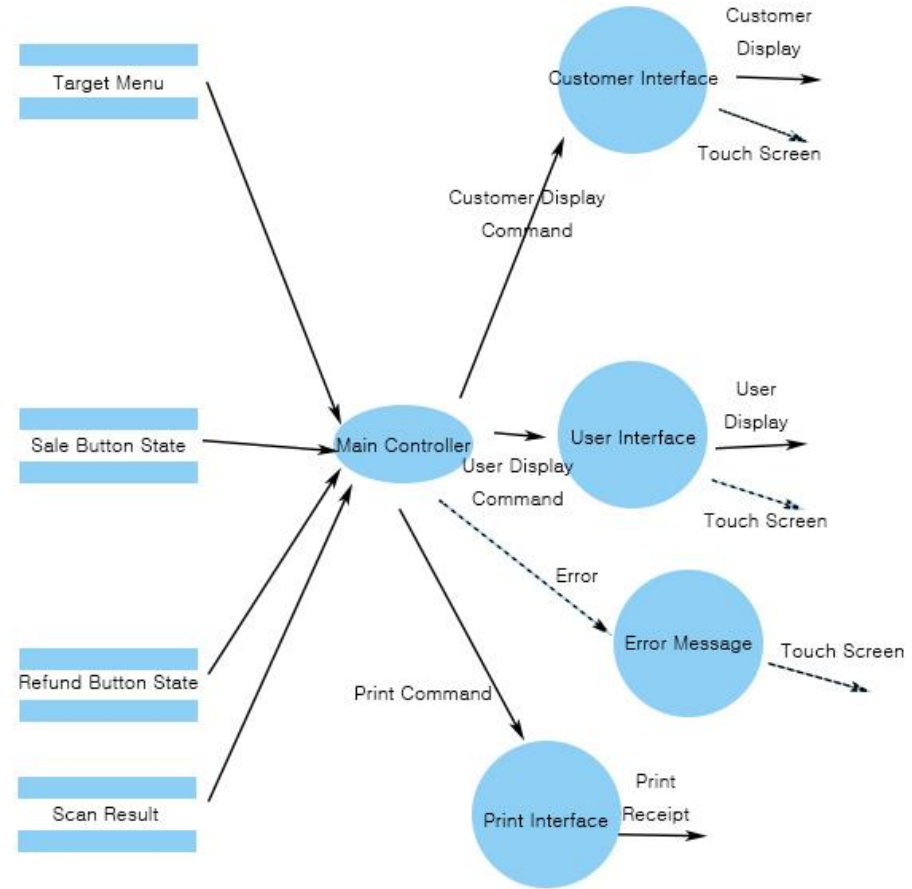 Customer
Display
Target Menu
Customer Interface
Touch Screen
Customer Display
Command
User
Display
Sale Button State
Main Controller
User Interface
User Display
Command
Touch Screen
Error
Error Message
Touch Screen
Refund Button State
Print Command
Print
Receipt
Scan Result
Print Interface